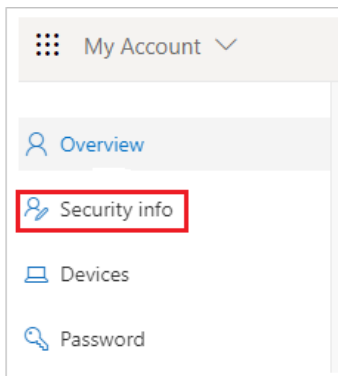 My Account
Overview
Security info
Devices
Password